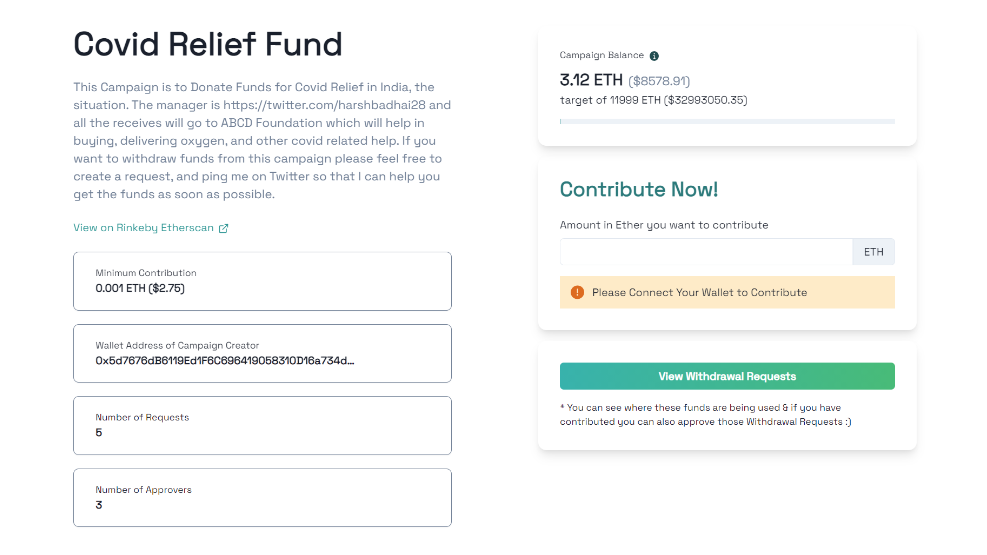 Covid Relief Fund
This Campaign is to Donate Funds for Covid Relief in India, the
situation. The manager is https://twitter.com/harshbadhai28 and
all the receives will go to ABCD Foundation which will help in
buying, delivering oxygen, and other covid related help. If you
want to withdraw funds from this campaign please feel free to
create a request, and ping me on Twitter so that I can help you
get the funds as soon as possible.
View on Rinkeby Etherscan
Minimum Contribution
0.001 ETH ($2.75)
Wallet Address of Campaign Creator
0x5d7676dB6119Ed1F6C696419058310D16a734d...
Number of Requests
5
Number of Approvers
3
Campaign Balance
3.12 ETH ($8578.91)
target of 11999 ETH ($32993050.35)
Contribute Now!
Amount in Ether you want to contribute
ETH
Please Connect Your Wallet to Contribute
View Withdrawal Requests
* You can see where these funds are being used & if you have
contributed you can also approve those Withdrawal Requests :)